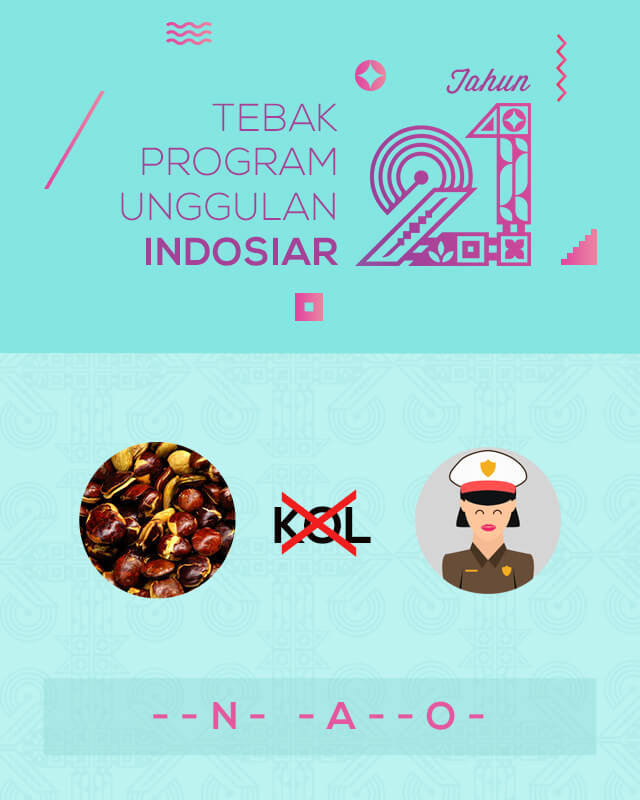 Tahun
21
TEBAK
PROGRAM
UNGGULAN
INDOSIAR
KOL
--N- -A--O-